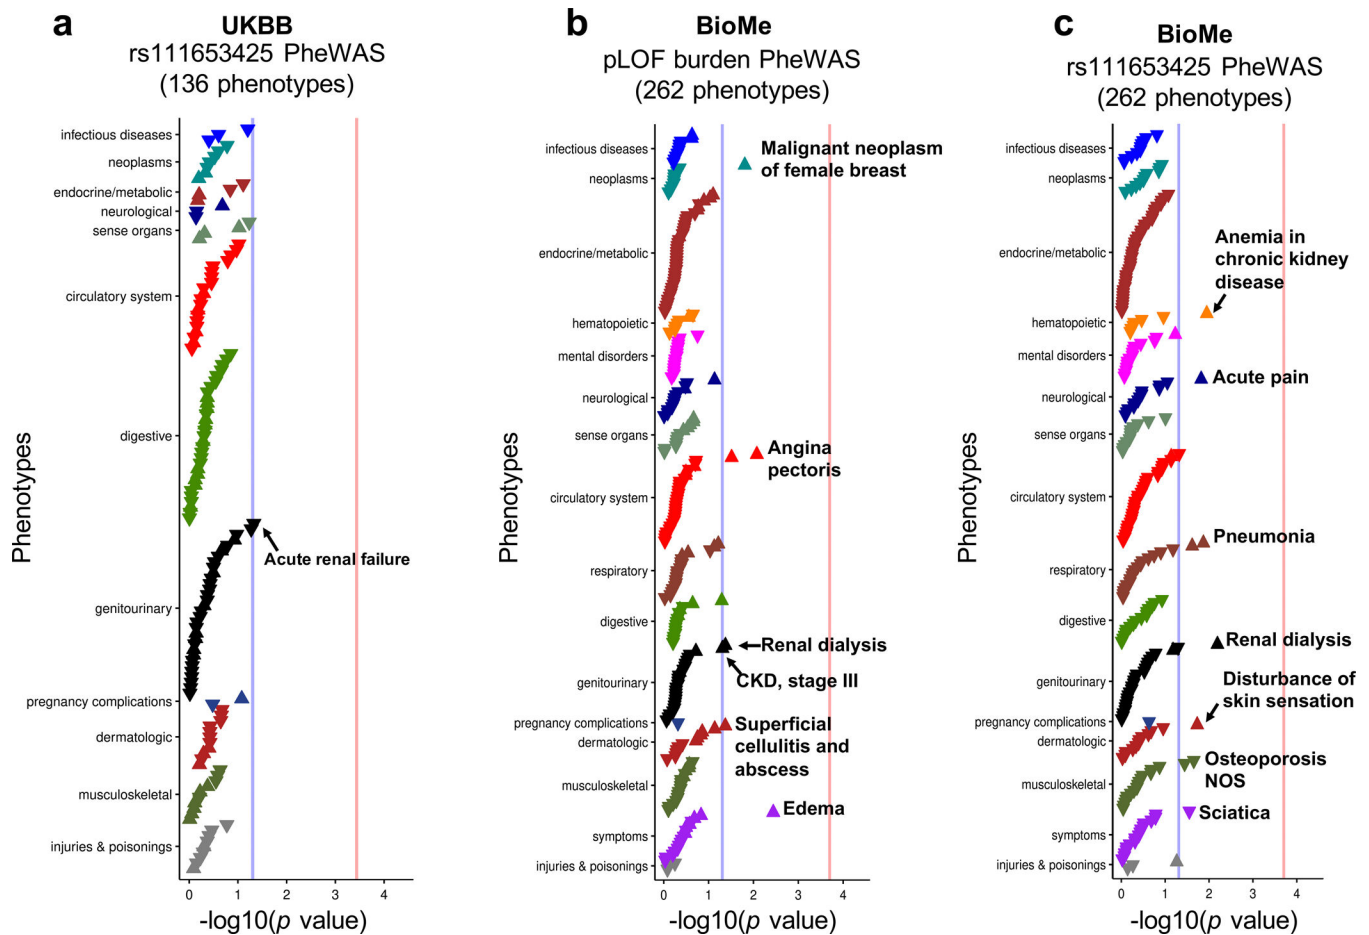 a
UKBB
rs111653425 PheWAS
(136 phenotypes)
infectious diseases
neoplasms
endocrine/metabolic
neurological
sense organs
circulatory system
digestive
genitourinary
pregnancy complications
dermatologic
musculoskeletal
injuries & poisonings
Acute renal failure
Phenotypes
0 1 2 3 4
-log10(p value)
b
BioMe
pLOF burden PheWAS
(262 phenotypes)
infectious diseases
neoplasms
endocrine/metabolic
hematopoietic
mental disorders
neurological
sense organs
circulatory system
respiratory
digestive
genitourinary
pregnancy complications
dermatologic
musculoskeletal
symptoms
injuries & poisonings
Malignant neoplasm
of female breast
Angina
pectoris
Renal dialysis
CKD, stage III
Superficial
cellulitis and
abscess
Edema
Phenotypes
0 1 2 3 4
-log10(p value)
c
BioMe
rs111653425 PheWAS
(262 phenotypes)
infectious diseases
neoplasms
endocrine/metabolic
hematopoietic
mental disorders
neurological
sense organs
circulatory system
respiratory
digestive
genitourinary
pregnancy complications
dermatologic
musculoskeletal
symptoms
injuries & poisonings
Anemia in
chronic kidney
disease
Acute pain
Pneumonia
Renal dialysis
Disturbance of
skin sensation
Osteoporosis
NOS
Sciatica
Phenotypes
0 1 2 3 4
-log10(p value)